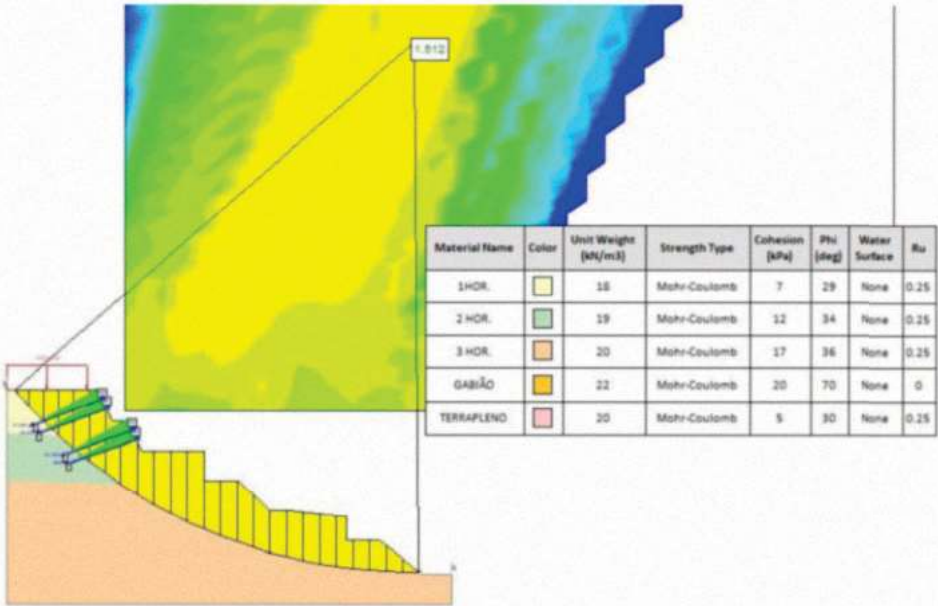 1.512
Material Name Color Unit Weight (kN/m3) Strength Type Cohesion (kPa) Phi (deg) Water Surface Ru
1HOR. 18 Mohr-Coulomb 7 29 None 0.25
2 HOR. 19 Mohr-Coulomb 12 34 None 0.25
3 HOR. 20 Mohr-Coulomb 17 36 None 0.25
GABIÃO 22 Mohr-Coulomb 20 70 None 0
TERRAPLENO 20 Mohr-Coulomb 5 30 None 0.25